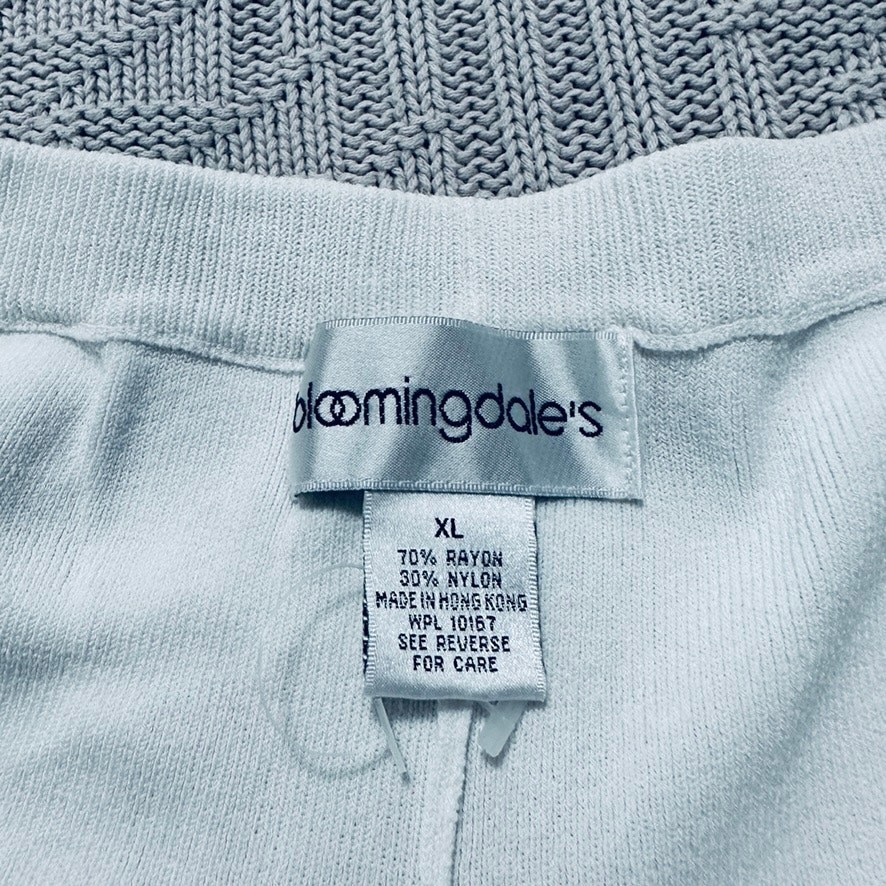 bloomingdale's
XL
70% RAYON
30% NYLON
MADE IN HONG KONG
WPL 10167
SEE REVERSE
FOR CARE